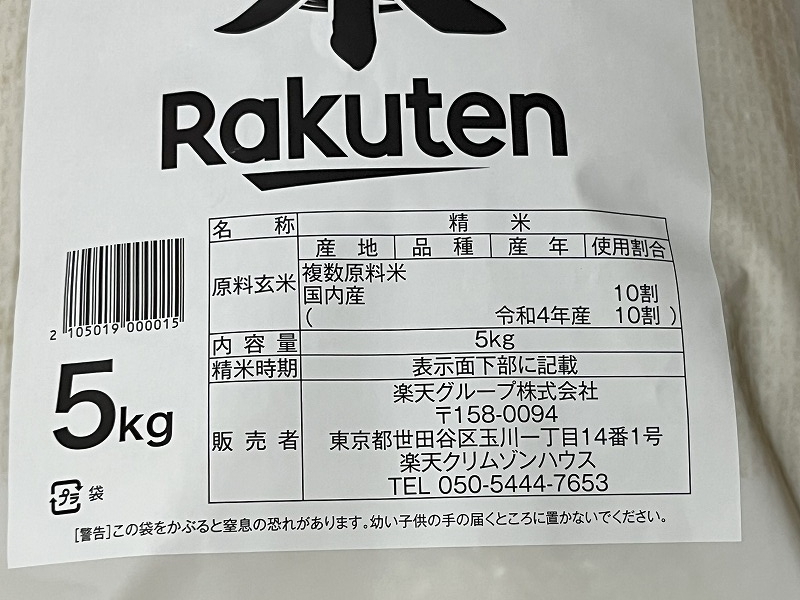 米
Rakuten
名 称 精 米
産 地 品 種 産 年 使用割合
原料玄米
複数原料米
国内産 10割
( 令和4年産 10割 )
内 容 量 5kg
精米時期 表示面下部に記載
販 売 者
楽天グループ株式会社
〒158-0094
東京都世田谷区玉川一丁目14番1号
楽天クリムゾンハウス
TEL 050-5444-7653
2 105019 000015
5kg
プラ 袋
[警告]この袋をかぶると窒息の恐れがあります。幼い子供の手の届くところに置かないでください。